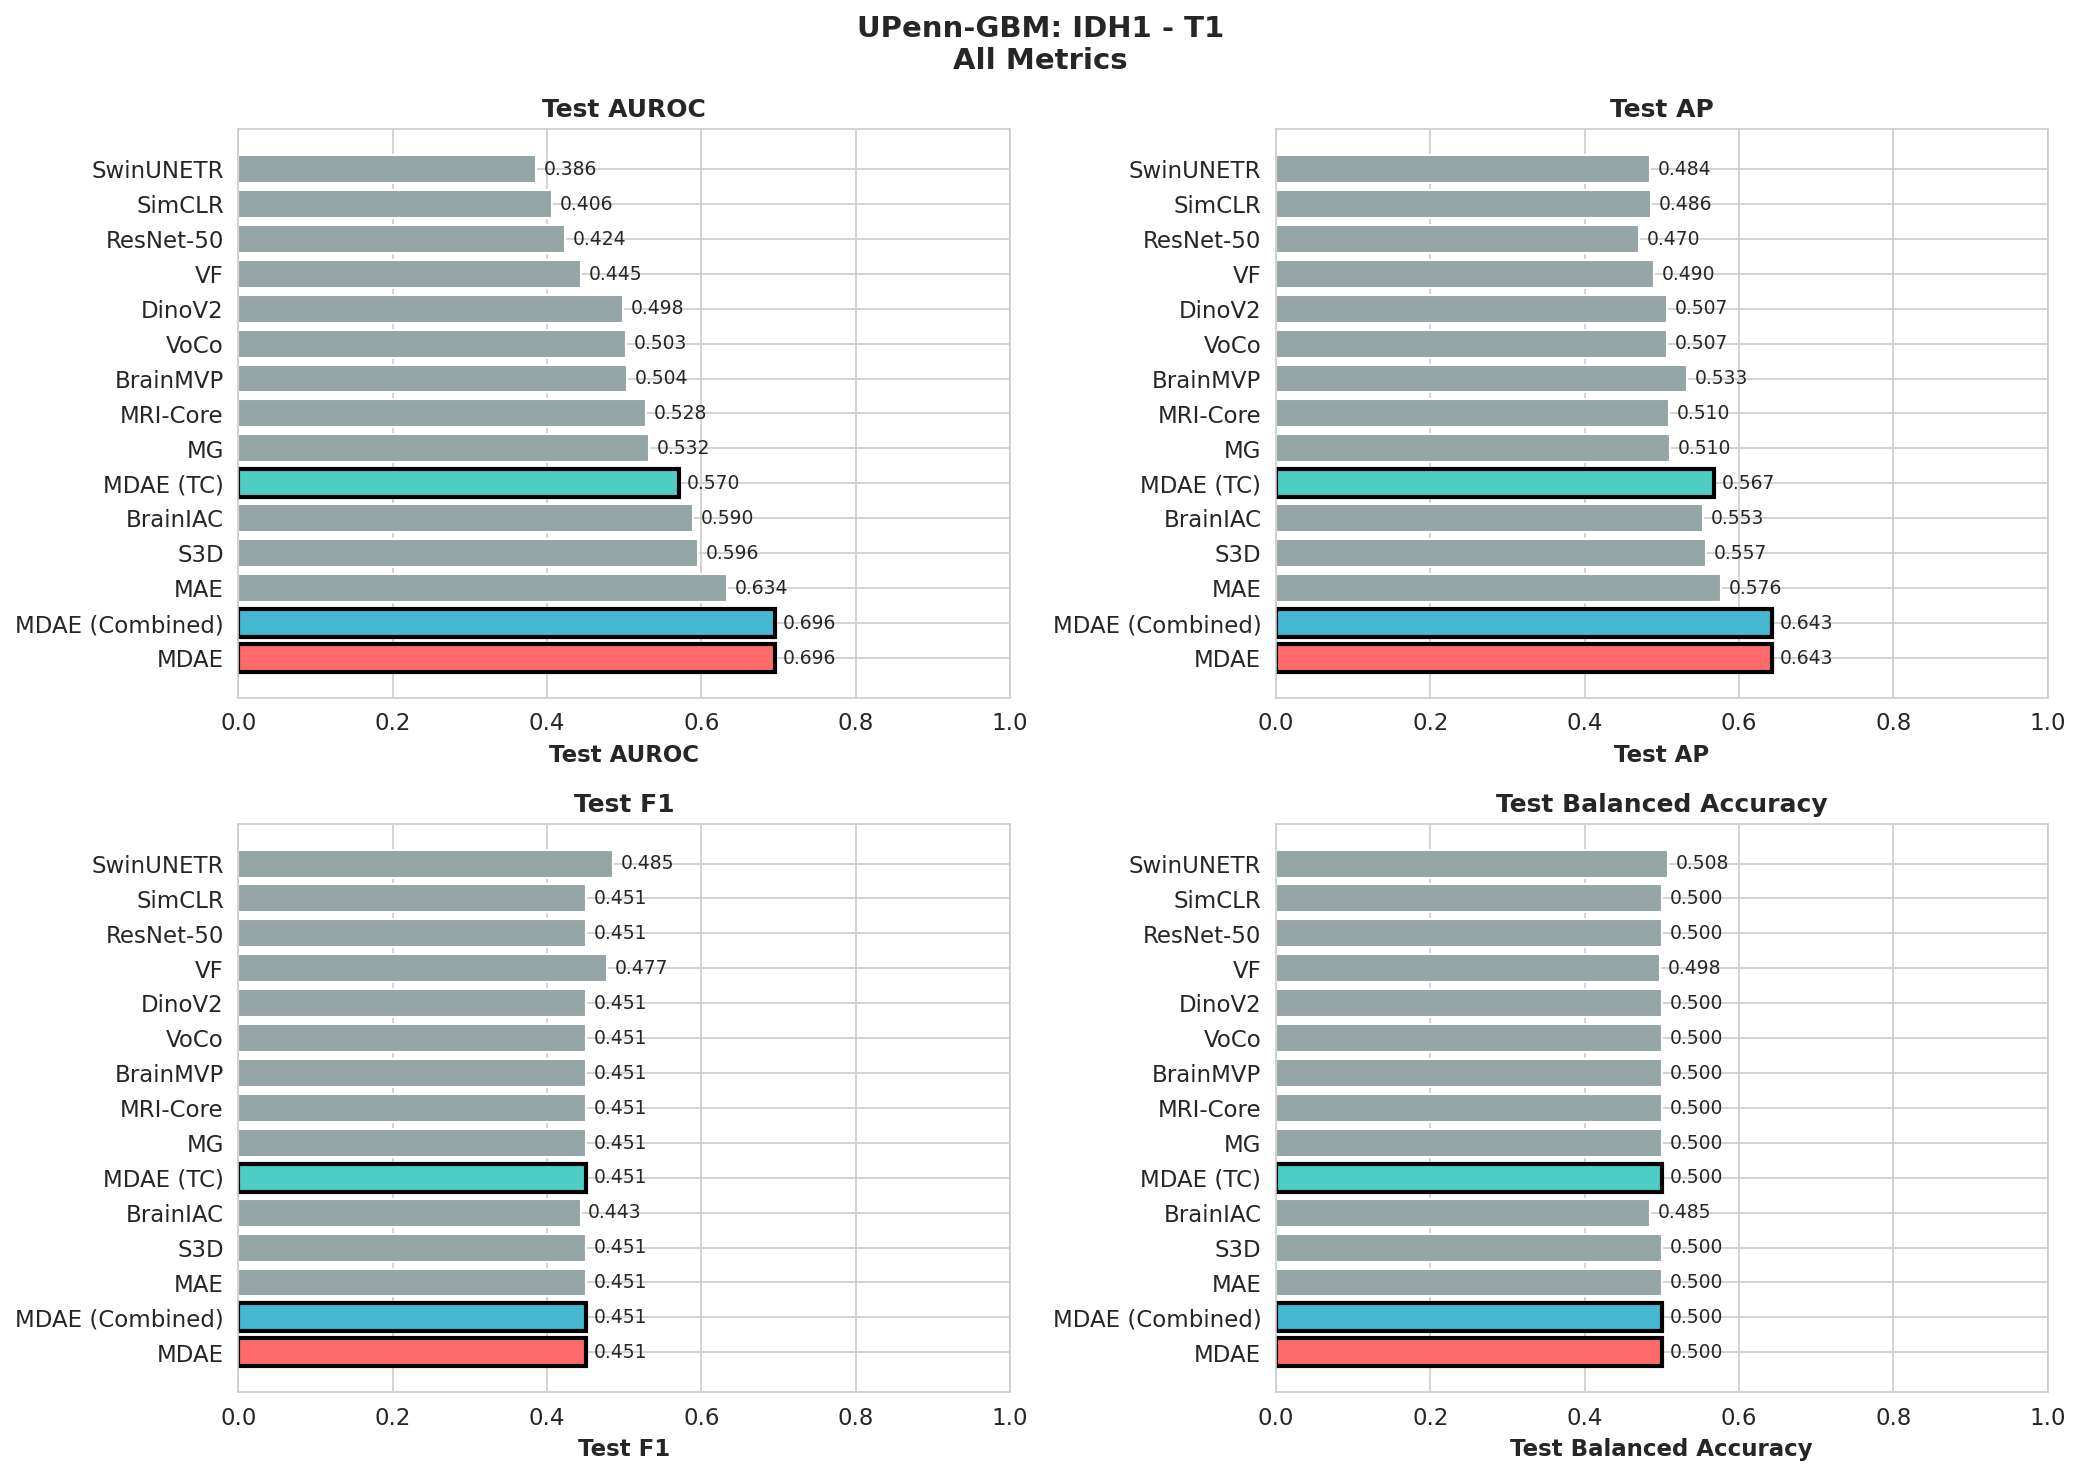 UPenn-GBM: IDH1 - T1
All Metrics
Test AUROC
SwinUNETR 0.386
SimCLR 0.406
ResNet-50 0.424
VF 0.445
DinoV2 0.498
VoCo 0.503
BrainMVP 0.504
MRI-Core 0.528
MG 0.532
MDAE (TC) 0.570
BrainIAC 0.590
S3D 0.596
MAE 0.634
MDAE (Combined) 0.696
MDAE 0.696
0.0 0.2 0.4 0.6 0.8 1.0
Test AUROC
Test AP
SwinUNETR 0.484
SimCLR 0.486
ResNet-50 0.470
VF 0.490
DinoV2 0.507
VoCo 0.507
BrainMVP 0.533
MRI-Core 0.510
MG 0.510
MDAE (TC) 0.567
BrainIAC 0.553
S3D 0.557
MAE 0.576
MDAE (Combined) 0.643
MDAE 0.643
0.0 0.2 0.4 0.6 0.8 1.0
Test AP
Test F1
SwinUNETR 0.485
SimCLR 0.451
ResNet-50 0.451
VF 0.477
DinoV2 0.451
VoCo 0.451
BrainMVP 0.451
MRI-Core 0.451
MG 0.451
MDAE (TC) 0.451
BrainIAC 0.443
S3D 0.451
MAE 0.451
MDAE (Combined) 0.451
MDAE 0.451
0.0 0.2 0.4 0.6 0.8 1.0
Test F1
Test Balanced Accuracy
SwinUNETR 0.508
SimCLR 0.500
ResNet-50 0.500
VF 0.498
DinoV2 0.500
VoCo 0.500
BrainMVP 0.500
MRI-Core 0.500
MG 0.500
MDAE (TC) 0.500
BrainIAC 0.485
S3D 0.500
MAE 0.500
MDAE (Combined) 0.500
MDAE 0.500
0.0 0.2 0.4 0.6 0.8 1.0
Test Balanced Accuracy